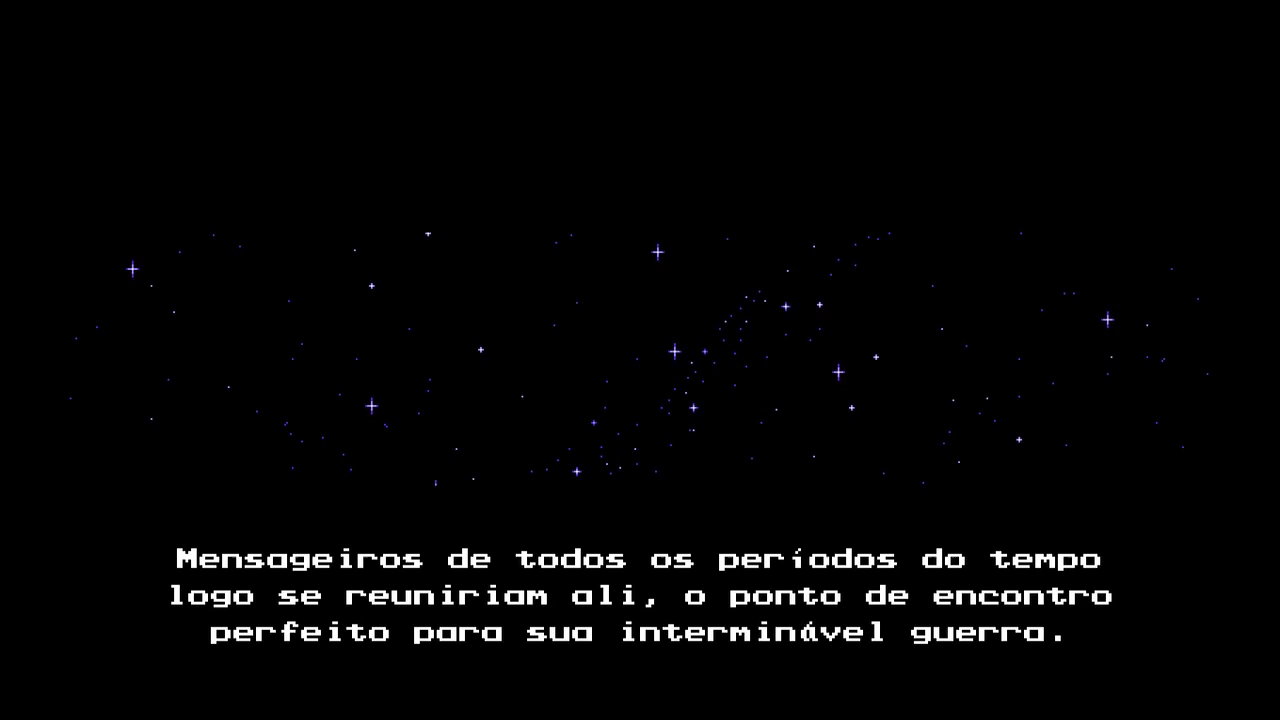 Mensageiros de todos os períodos do tempo
logo se reuniriam ali, o ponto de encontro
perfeito para sua interminável guerra.